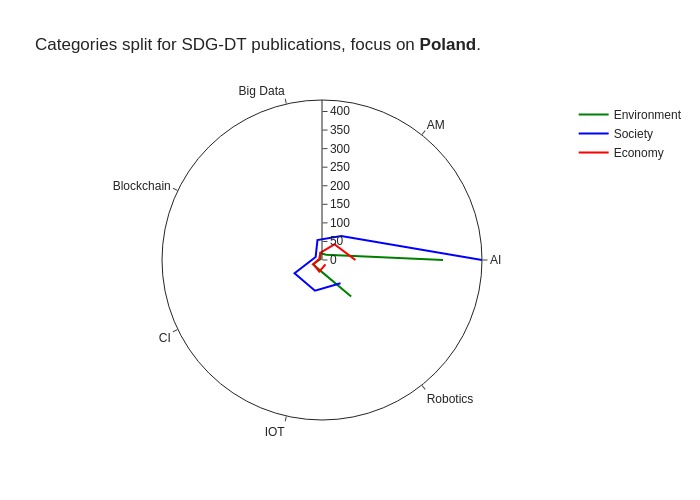 Categories split for SDG-DT publications, focus on Poland.
Big Data
AM
Blockchain
AI
CI
Robotics
IOT
400
350
300
250
200
150
100
50
0
Environment
Society
Economy